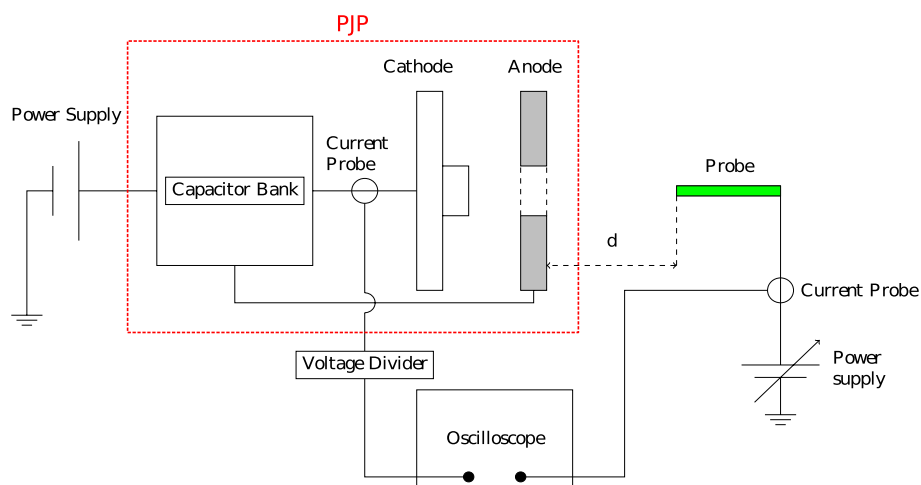 PJP
Cathode
Anode
Power Supply
Current
Probe
Capacitor Bank
Probe
d
Current Probe
Voltage Divider
Power
supply
Oscilloscope